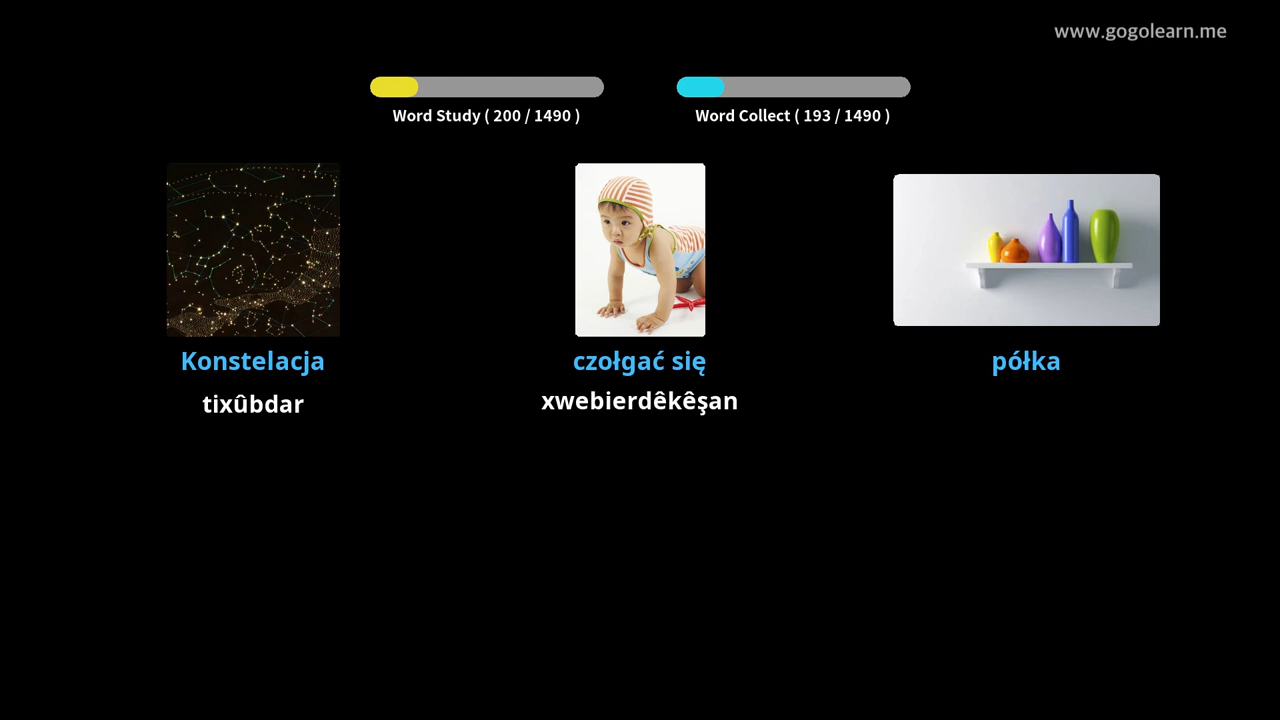 www.gogolearn.me
Word Study ( 200 / 1490 )
Word Collect ( 193 / 1490 )
Konstelacja
czołgać się
półka
tixûbdar
xwebierdêkêşan